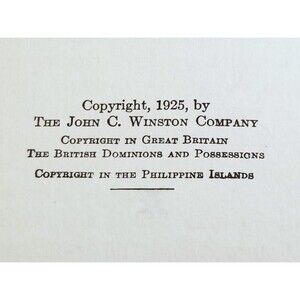 Copyright, 1925, by
The John C. Winston Company
Copyright in Great Britain
The British Dominions and Possessions
Copyright in the Philippine Islands